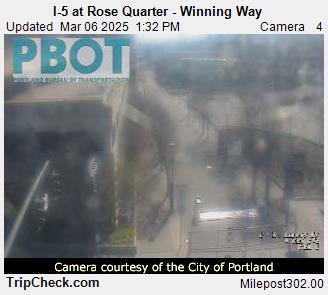 I-5 at Rose Quarter - Winning Way
Updated Mar 06 2025 1:32 PM Camera 4
PBOT
PORTLAND BUREAU OF TRANSPORTATION
Camera courtesy of the City of Portland
TripCheck.com Milepost302.00